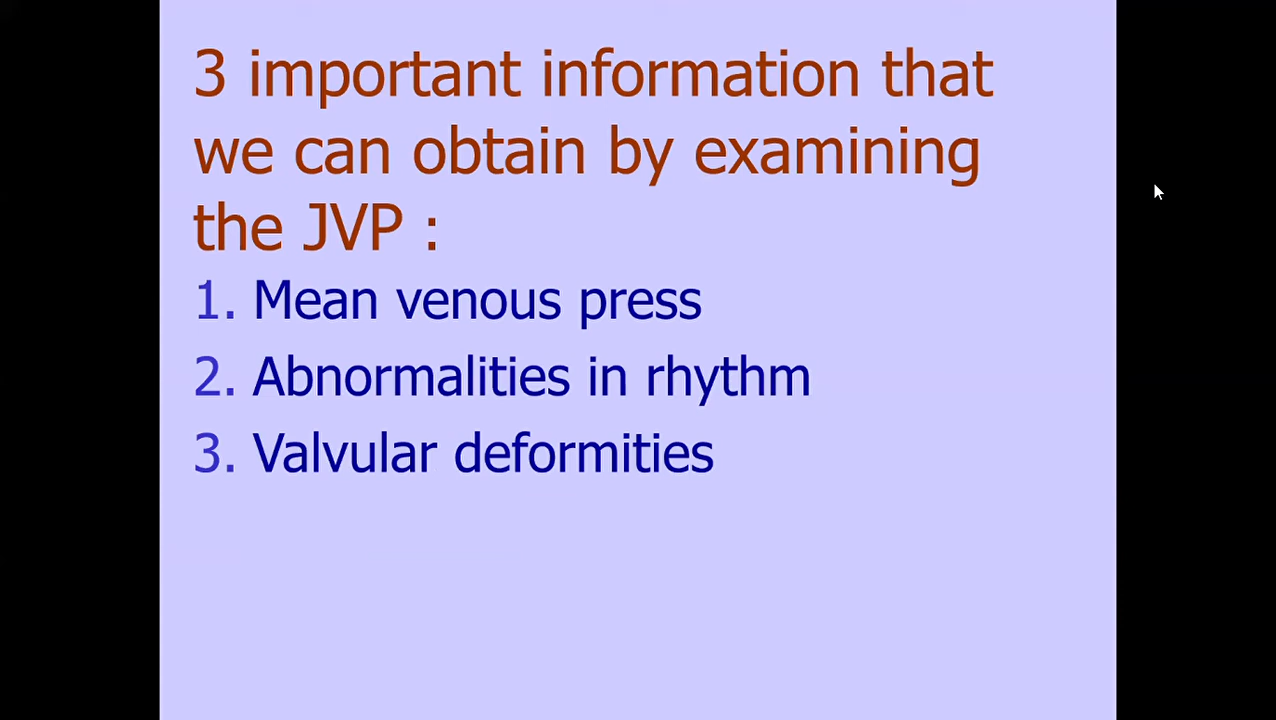 3 important information that
we can obtain by examining
the JVP :
1. Mean venous press
2. Abnormalities in rhythm
3. Valvular deformities